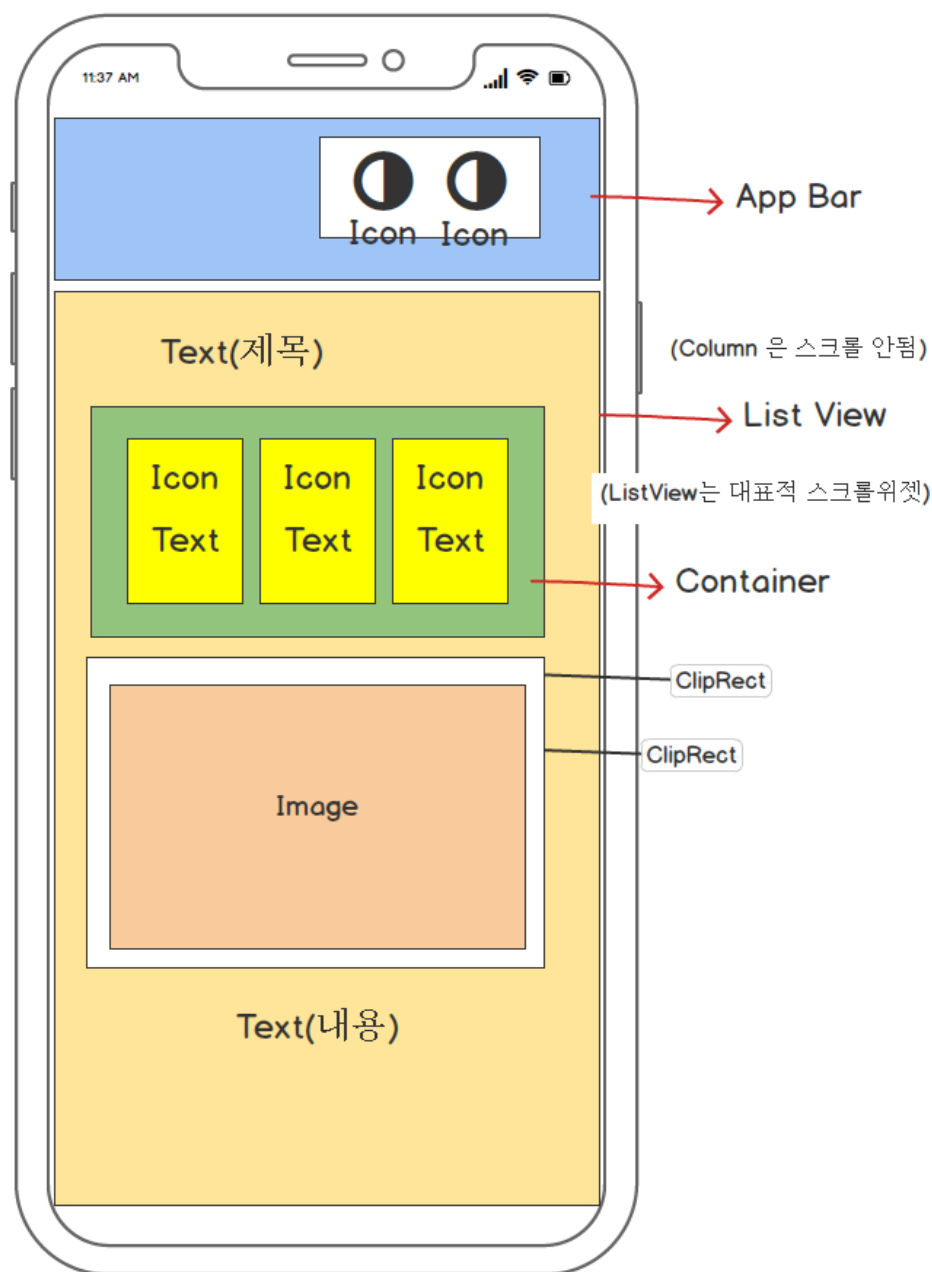 11:37 AM
Icon Icon
App Bar
Text(제목)
(Column 은 스크롤 안됨)
List View
(ListView는 대표적 스크롤위젯)
Icon Icon Icon
Text Text Text
Container
ClipRect
ClipRect
Image
Text(내용)